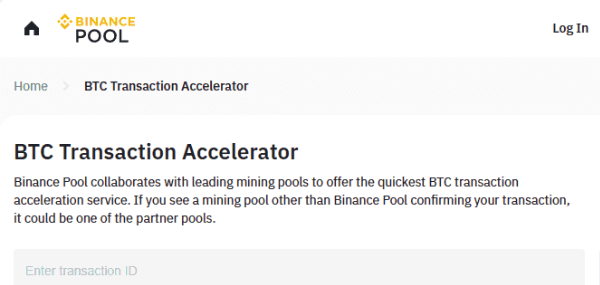 BINANCE
POOL
Log In
Home > BTC Transaction Accelerator
BTC Transaction Accelerator
Binance Pool collaborates with leading mining pools to offer the quickest BTC transaction
acceleration service. If you see a mining pool other than Binance Pool confirming your transaction,
it could be one of the partner pools.
Enter transaction ID